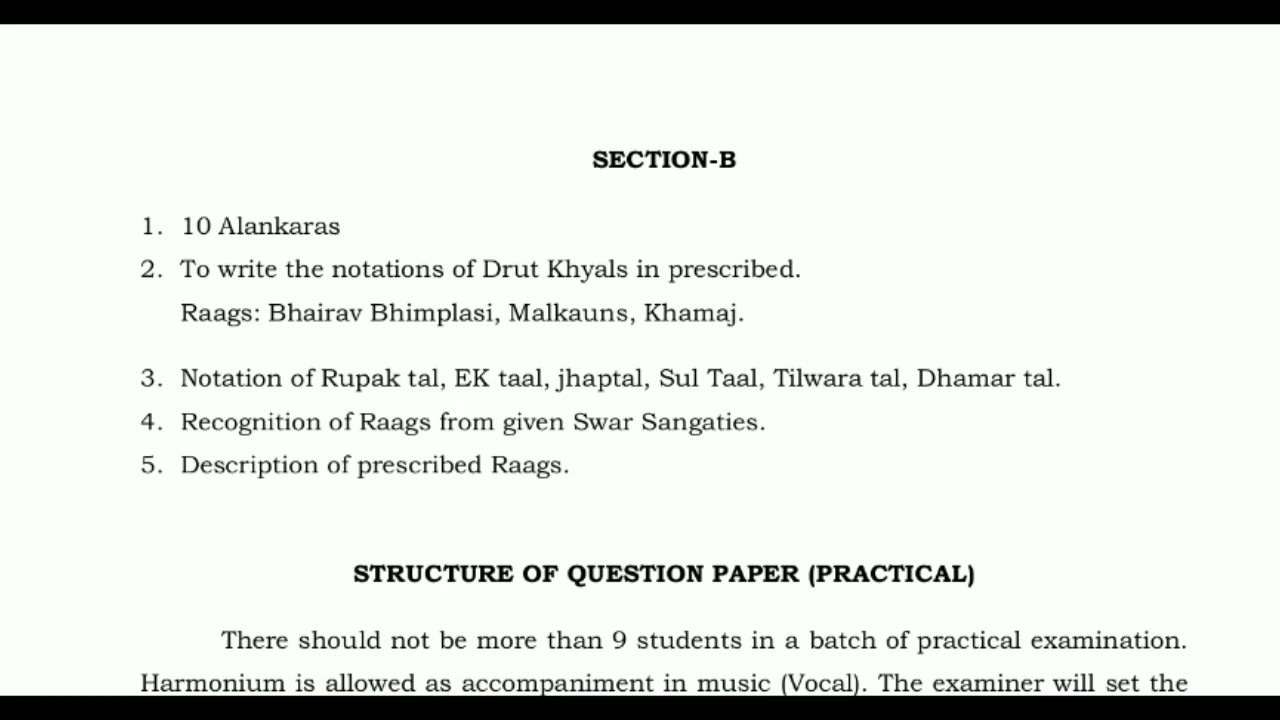 SECTION-B
1. 10 Alankaras
2. To write the notations of Drut Khyals in prescribed.
Raags: Bhairav Bhimplasi, Malkauns, Khamaj.
3. Notation of Rupak tal, EK taal, jhaptal, Sul Taal, Tilwara tal, Dhamar tal.
4. Recognition of Raags from given Swar Sangaties.
5. Description of prescribed Raags.
STRUCTURE OF QUESTION PAPER (PRACTICAL)
There should not be more than 9 students in a batch of practical examination.
Harmonium is allowed as accompaniment in music (Vocal). The examiner will set the